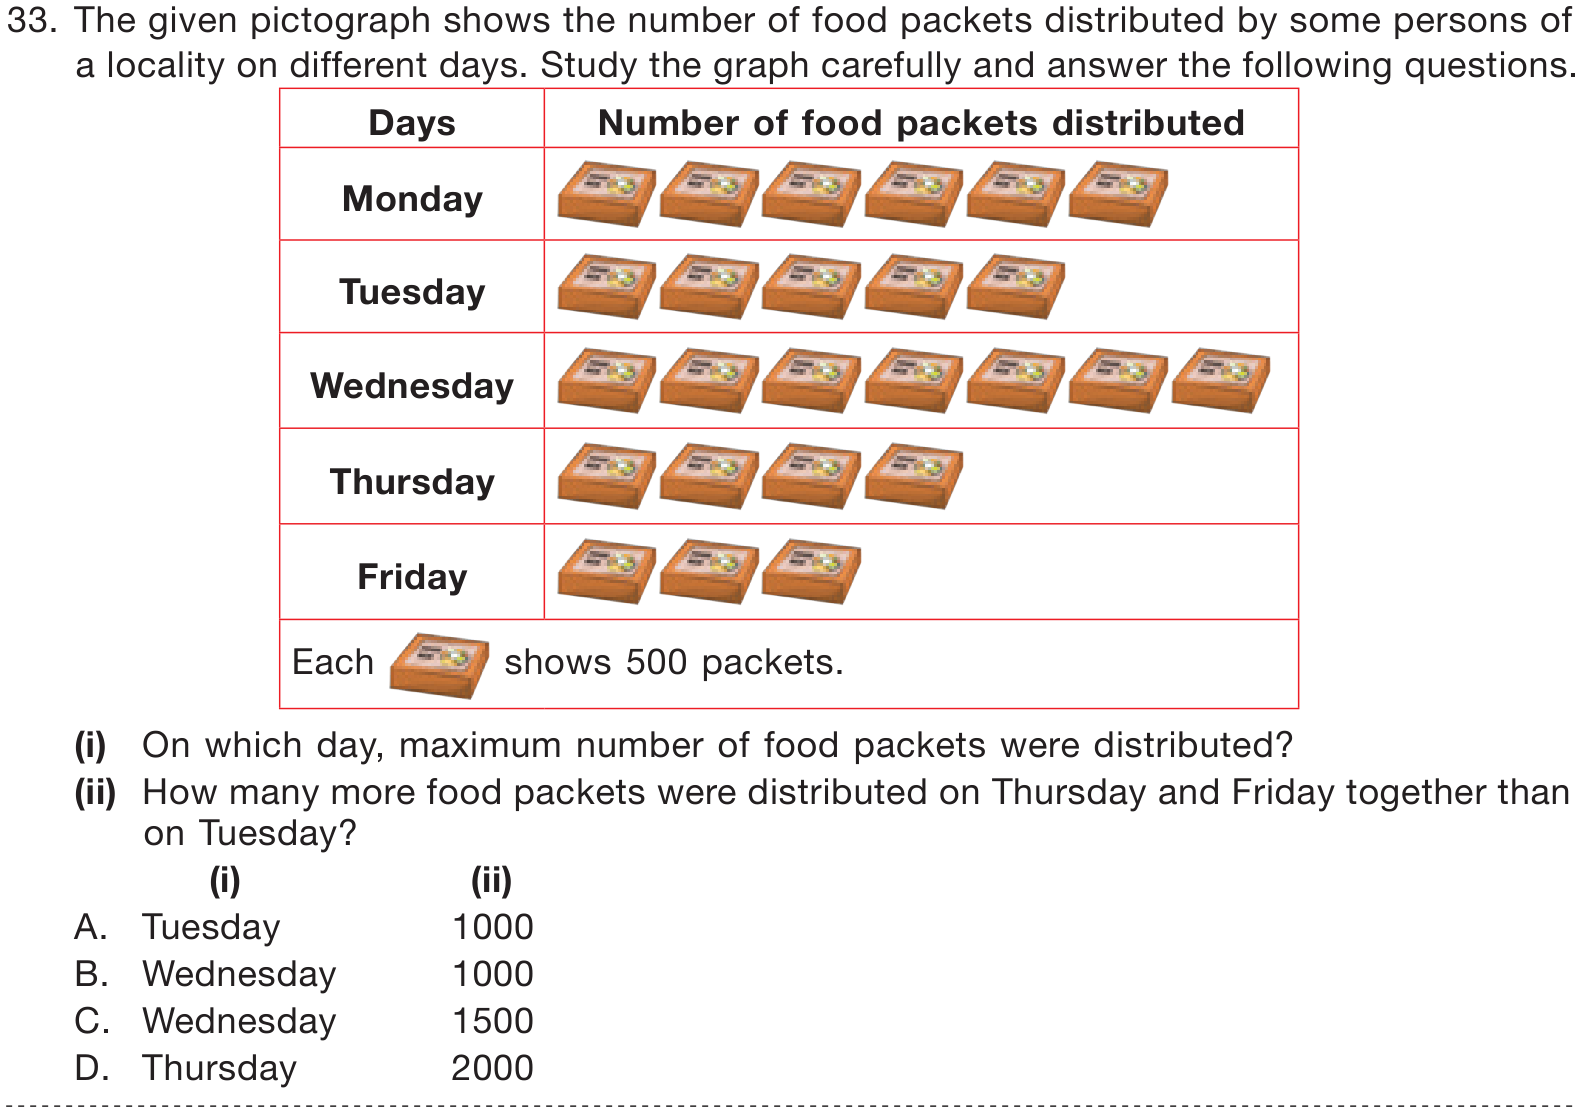 33. The given pictograph shows the number of food packets distributed by some persons of
a locality on different days. Study the graph carefully and answer the following questions.
Days Number of food packets distributed
Monday
Tuesday
Wednesday
Thursday
Friday
Each shows 500 packets.
(i) On which day, maximum number of food packets were distributed?
(ii) How many more food packets were distributed on Thursday and Friday together than
on Tuesday?
(i) (ii)
A. Tuesday 1000
B. Wednesday 1000
C. Wednesday 1500
D. Thursday 2000